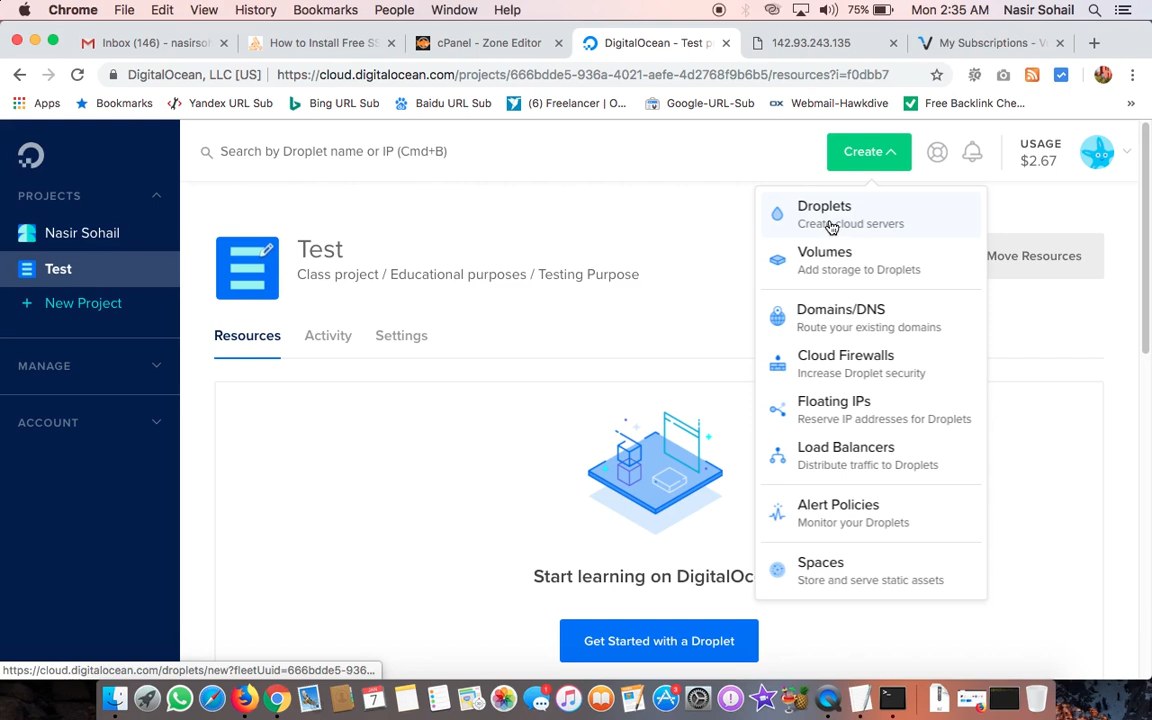 Chrome File Edit View History Bookmarks People Window Help 75% Mon 2:35 AM Nasir Sohail
Inbox (146) - nasirso How to Install Free SS cPanel - Zone Editor DigitalOcean - Test p 142.93.243.135 My Subscriptions - V
DigitalOcean, LLC [US] https://cloud.digitalocean.com/projects/666bdde5-936a-4021-aefe-4d2768f9b6b5/resources?i=f0dbb7
Apps Bookmarks Yandex URL Sub Bing URL Sub Baidu URL Sub (6) Freelancer | O... Google-URL-Sub ox Webmail-Hawkdive Free Backlink Che... »
Search by Droplet name or IP (Cmd+B)
Create
USAGE
$2.67
PROJECTS
Nasir Sohail
Test
+ New Project
MANAGE
ACCOUNT
Test
Class project / Educational purposes / Testing Purpose
Move Resources
Resources Activity Settings
Droplets
Create cloud servers
Volumes
Add storage to Droplets
Domains/DNS
Route your existing domains
Cloud Firewalls
Increase Droplet security
Floating IPs
Reserve IP addresses for Droplets
Load Balancers
Distribute traffic to Droplets
Alert Policies
Monitor your Droplets
Spaces
Store and serve static assets
Start learning on DigitalOc
Get Started with a Droplet
https://cloud.digitalocean.com/droplets/new?fleetUuid=666bdde5-936...